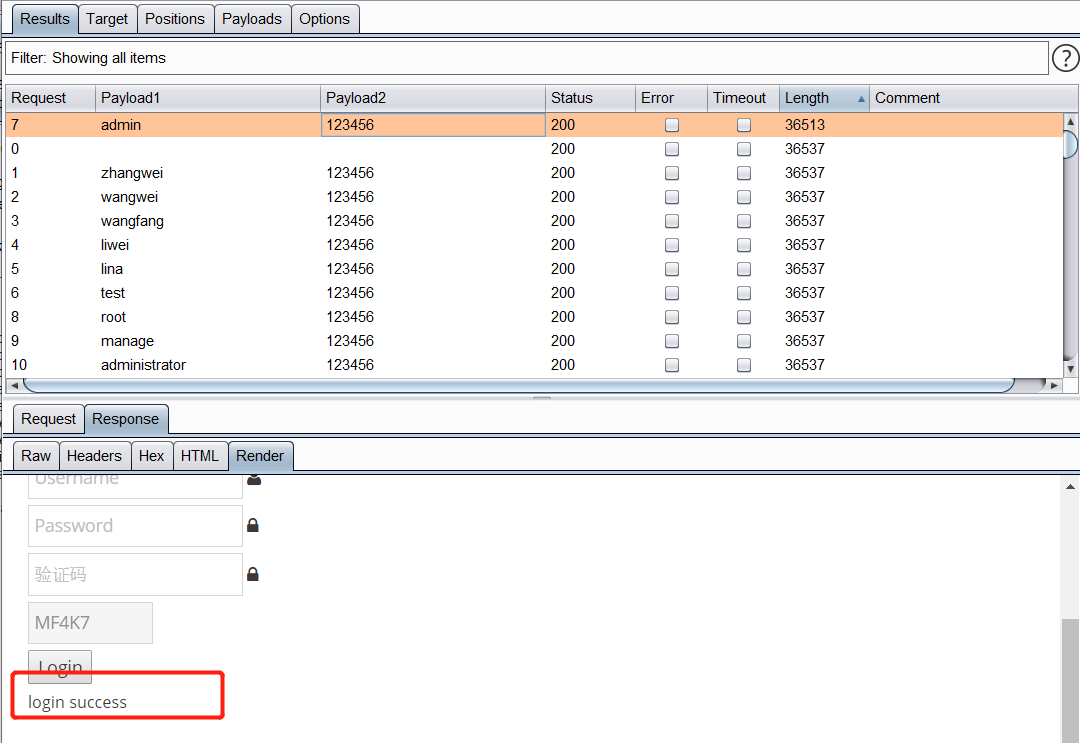 Results Target Positions Payloads Options
Filter: Showing all items ?
Request Payload1 Payload2 Status Error Timeout Length Comment
7 admin 123456 200 36513
0 200 36537
1 zhangwei 123456 200 36537
2 wangwei 123456 200 36537
3 wangfang 123456 200 36537
4 liwei 123456 200 36537
5 lina 123456 200 36537
6 test 123456 200 36537
8 root 123456 200 36537
9 manage 123456 200 36537
10 administrator 123456 200 36537
Request Response
Raw Headers Hex HTML Render
Username
Password
验证码
MF4K7
Login
login success